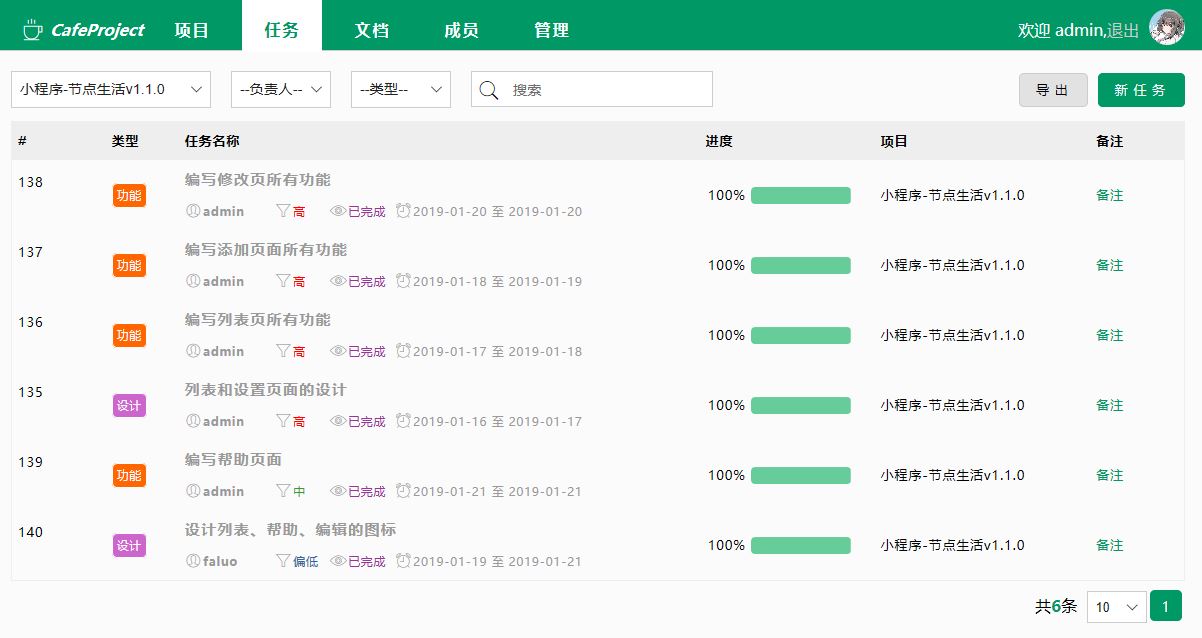 CafeProject 项目 任务 文档 成员 管理 欢迎 admin,退出
小程序-节点生活v1.1.0 --负责人-- --类型-- 搜索 导 出 新 任 务
# 类型 任务名称 进度 项目 备注
138 功能 编写修改页所有功能 100% 小程序-节点生活v1.1.0 备注
admin 高 已完成 2019-01-20 至 2019-01-20
137 功能 编写添加页面所有功能 100% 小程序-节点生活v1.1.0 备注
admin 高 已完成 2019-01-18 至 2019-01-19
136 功能 编写列表页所有功能 100% 小程序-节点生活v1.1.0 备注
admin 高 已完成 2019-01-17 至 2019-01-18
135 设计 列表和设置页面的设计 100% 小程序-节点生活v1.1.0 备注
admin 高 已完成 2019-01-16 至 2019-01-17
139 功能 编写帮助页面 100% 小程序-节点生活v1.1.0 备注
admin 中 已完成 2019-01-21 至 2019-01-21
140 设计 设计列表、帮助、编辑的图标 100% 小程序-节点生活v1.1.0 备注
faluo 偏低 已完成 2019-01-19 至 2019-01-21
共6条 10 1